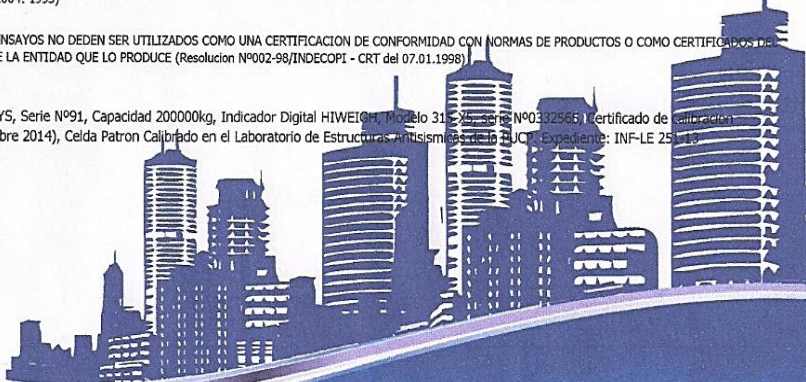 2004: 1993)
ENSAYOS NO DEDEN SER UTILIZADOS COMO UNA CERTIFICACION DE CONFORMIDAD CON NORMAS DE PRODUCTOS O COMO CERTIFICADOS DEL
E LA ENTIDAD QUE LO PRODUCE (Resolucion Nº002-98/INDECOPI - CRT del 07.01.1998)
YS, Serie Nº91, Capacidad 200000kg, Indicador Digital HIWEIGH, Modelo 315-X5, serie Nº0332565, Certificado de calibracion
bre 2014), Celda Patron Calibrado en el Laboratorio de Estructuras Antisismicas de la PUCP. Expediente: INF-LE 251-13